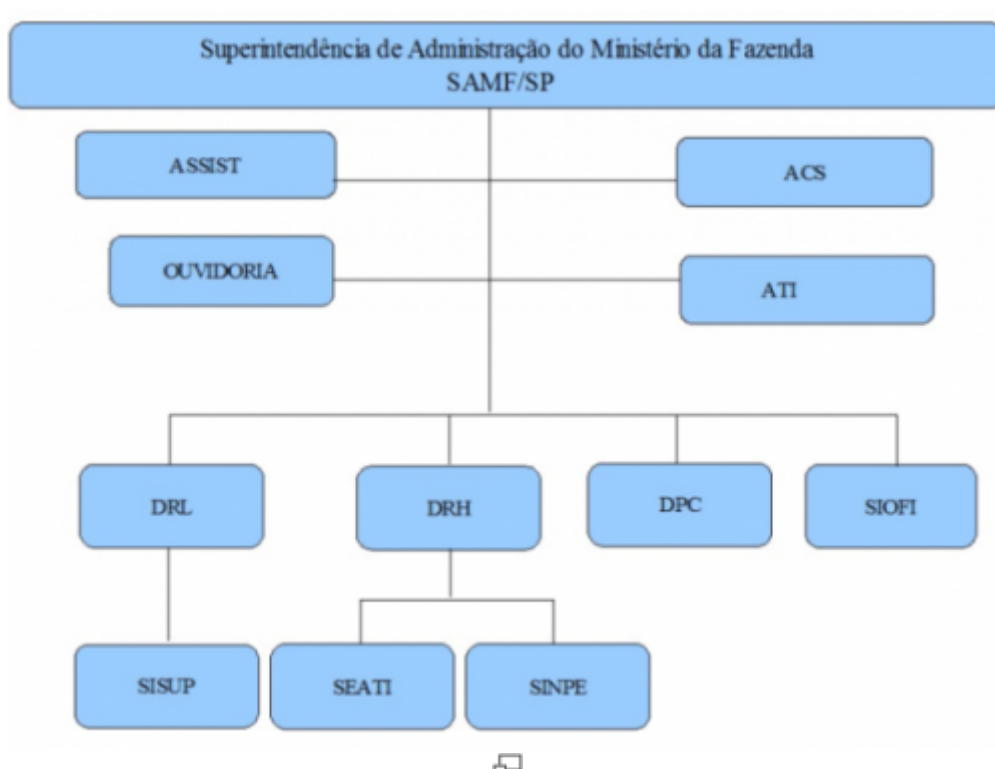 Superintendência de Administração do Ministério da Fazenda
SAMF/SP
ASSIST
ACS
OUVIDORIA
ATI
DRL
DRH
DPC
SIOFI
SISUP
SEATI
SINPE